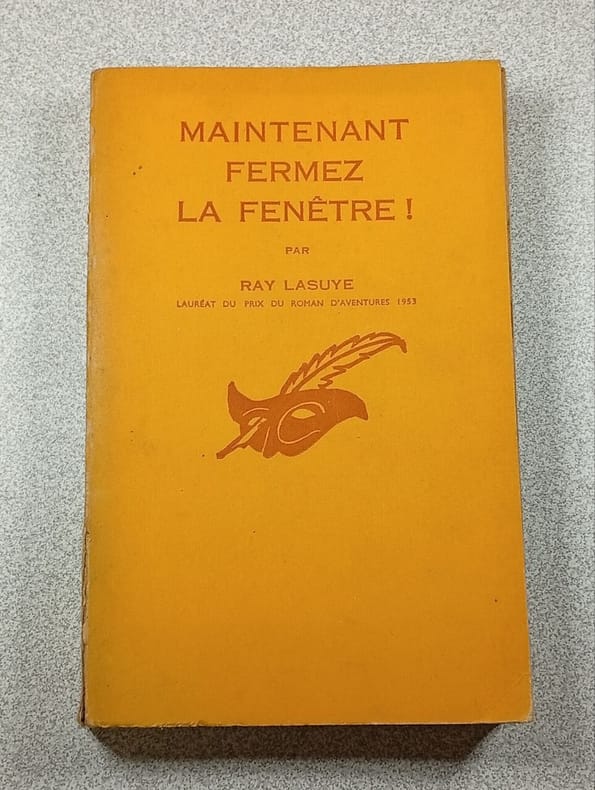 MAINTENANT
FERMEZ
LA FENÊTRE !
PAR
RAY LASUYE
LAURÉAT DU PRIX DU ROMAN D'AVENTURES 1953